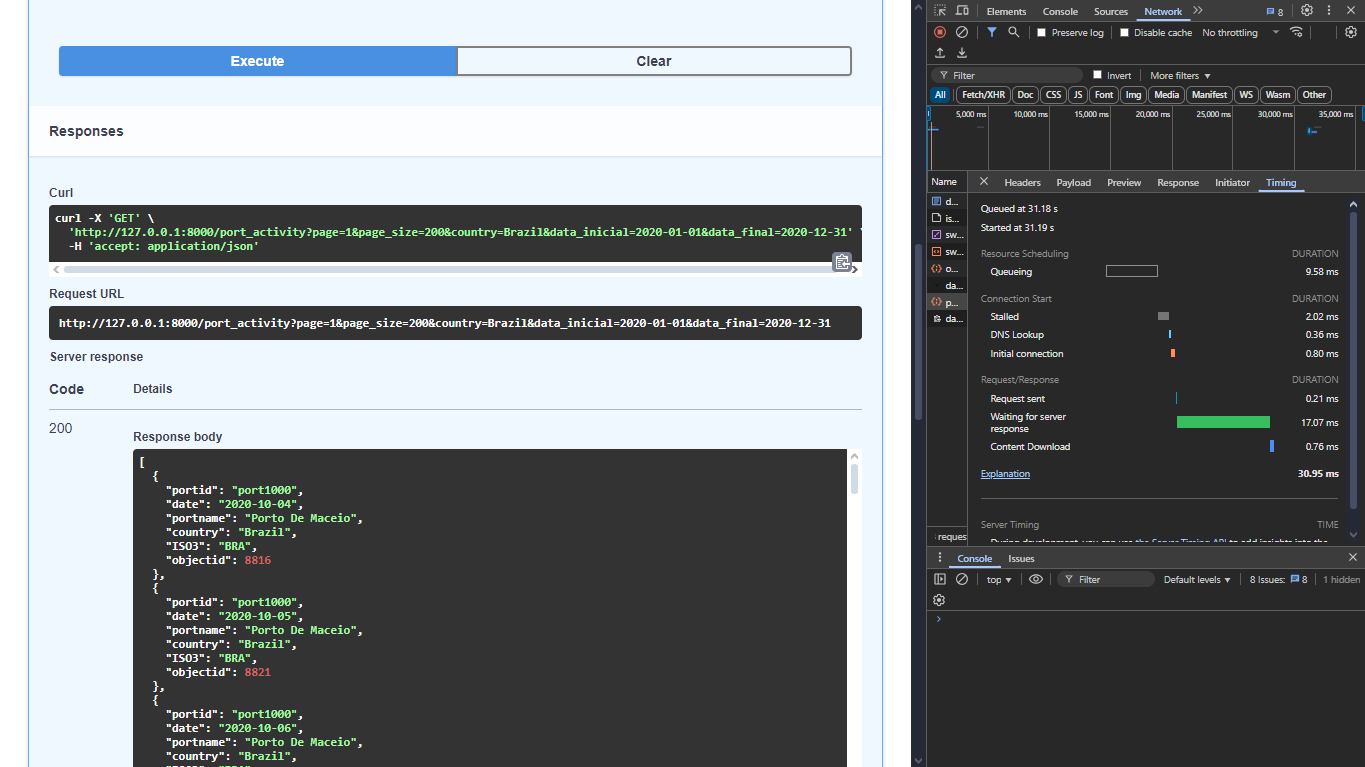 Execute
Clear
Responses
Curl
curl -X 'GET' \
'http://127.0.0.1:8000/port_activity?page=1&page_size=200&country=Brazil&data_inicial=2020-01-01&data_final=2020-12-31' \
-H 'accept: application/json'
Request URL
http://127.0.0.1:8000/port_activity?page=1&page_size=200&country=Brazil&data_inicial=2020-01-01&data_final=2020-12-31
Server response
Code Details
200
Response body
[
{
"portid": "port1000",
"date": "2020-10-04",
"portname": "Porto De Maceio",
"country": "Brazil",
"ISO3": "BRA",
"objectid": 8816
},
{
"portid": "port1000",
"date": "2020-10-05",
"portname": "Porto De Maceio",
"country": "Brazil",
"ISO3": "BRA",
"objectid": 8821
},
{
"portid": "port1000",
"date": "2020-10-06",
"portname": "Porto De Maceio",
"country": "Brazil",
Elements Console Sources Network 8
Preserve log Disable cache No throttling
Filter Invert More filters
All Fetch/XHR Doc CSS JS Font Img Media Manifest WS Wasm Other
5,000 ms 10,000 ms 15,000 ms 20,000 ms 25,000 ms 30,000 ms 35,000 ms
Name Headers Payload Preview Response Initiator Timing
d...
is...
sw...
sw...
o...
da...
p...
da...
request
Queued at 31.18 s
Started at 31.19 s
Resource Scheduling DURATION
Queueing 9.58 ms
Connection Start DURATION
Stalled 2.02 ms
DNS Lookup 0.36 ms
Initial connection 0.80 ms
Request/Response DURATION
Request sent 0.21 ms
Waiting for server
response 17.07 ms
Content Download 0.76 ms
Explanation 30.95 ms
Server Timing TIME
During development, you can use the Server Timing API to add insights into the
Console Issues
top Filter Default levels 8 Issues: 8 1 hidden